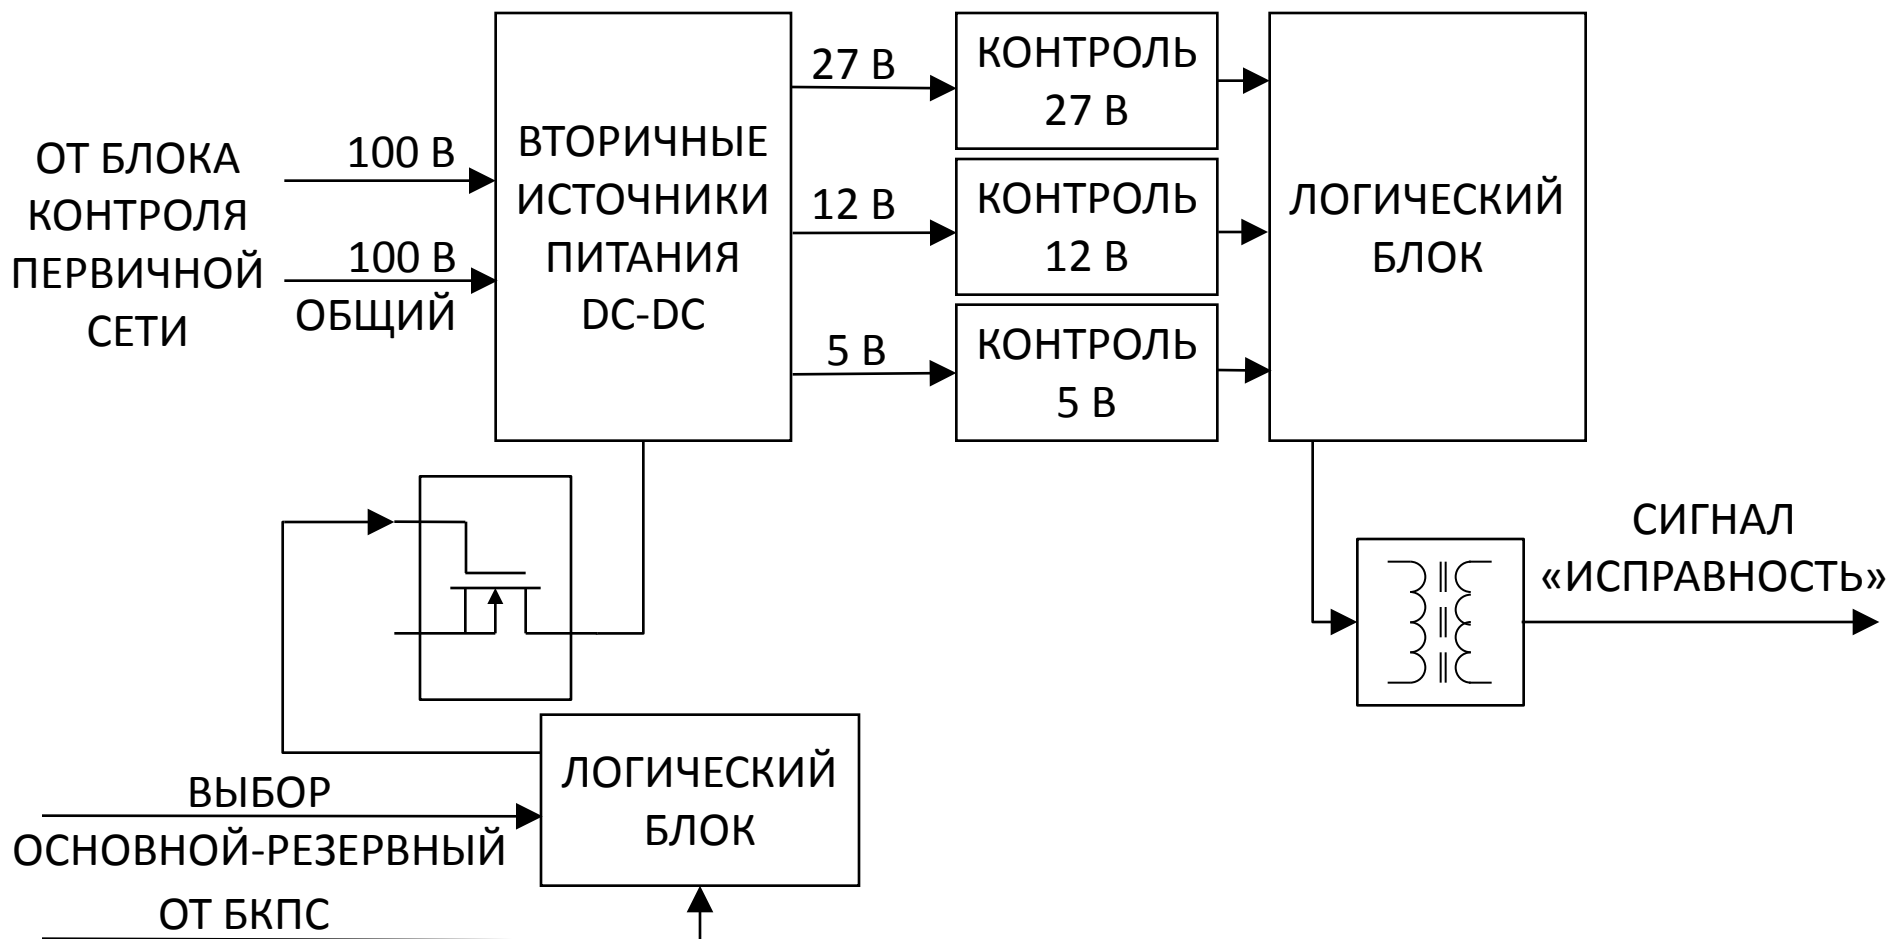 ОТ БЛОКА
КОНТРОЛЯ
ПЕРВИЧНОЙ
СЕТИ
100 В
100 В
ОБЩИЙ
ВТОРИЧНЫЕ
ИСТОЧНИКИ
ПИТАНИЯ
DC-DC
27 В
12 В
5 В
КОНТРОЛЬ
27 В
КОНТРОЛЬ
12 В
КОНТРОЛЬ
5 В
ЛОГИЧЕСКИЙ
БЛОК
СИГНАЛ
«ИСПРАВНОСТЬ»
ЛОГИЧЕСКИЙ
БЛОК
ВЫБОР
ОСНОВНОЙ-РЕЗЕРВНЫЙ
ОТ БКПС